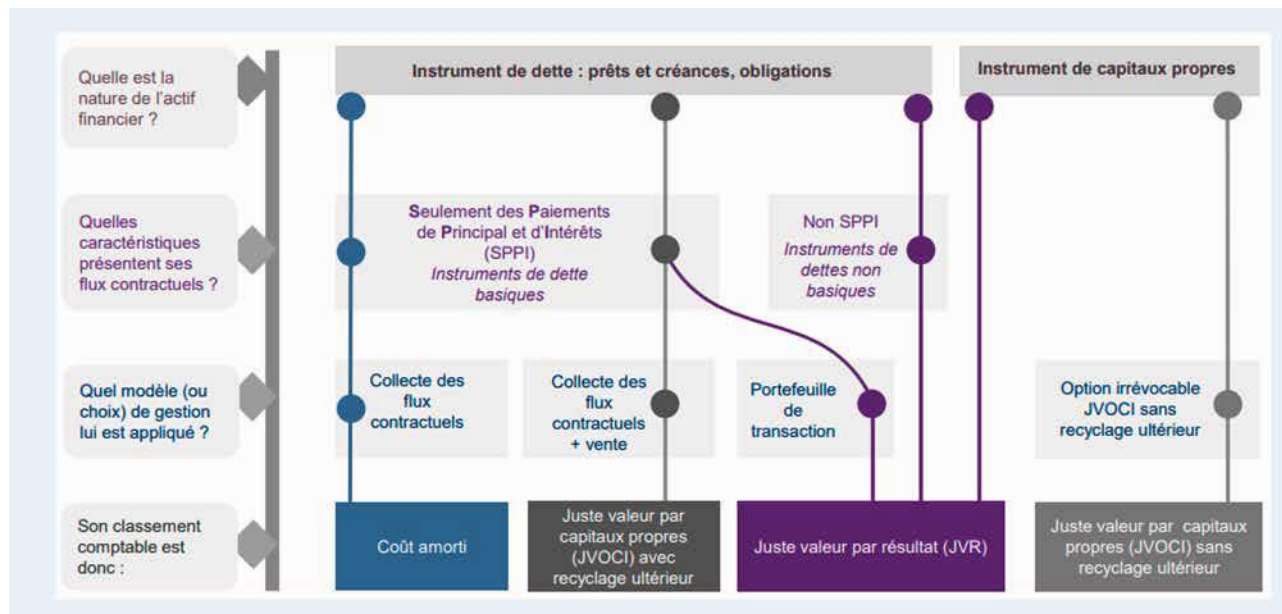 Quelle est la
nature de l'actif
financier ?
Instrument de dette : prêts et créances, obligations
Instrument de capitaux propres
Quelles
caractéristiques
présentent ses
flux contractuels ?
Seulement des Paiements
de Principal et d'Intérêts
(SPPI)
Instruments de dette
basiques
Non SPPI
Instruments de
dettes non
basiques
Quel modèle (ou
choix) de gestion
lui est appliqué ?
Collecte des
flux
contractuels
Collecte des
flux
contractuels
+ vente
Portefeuille
de
transaction
Option irrévocable
JVOCI sans
recyclage ultérieur
Son classement
comptable est
donc :
Coût amorti
Juste valeur par
capitaux propres
(JVOCI) avec
recyclage ultérieur
Juste valeur par résultat (JVR)
Juste valeur par capitaux
propres (JVOCI) sans
recyclage ultérieur